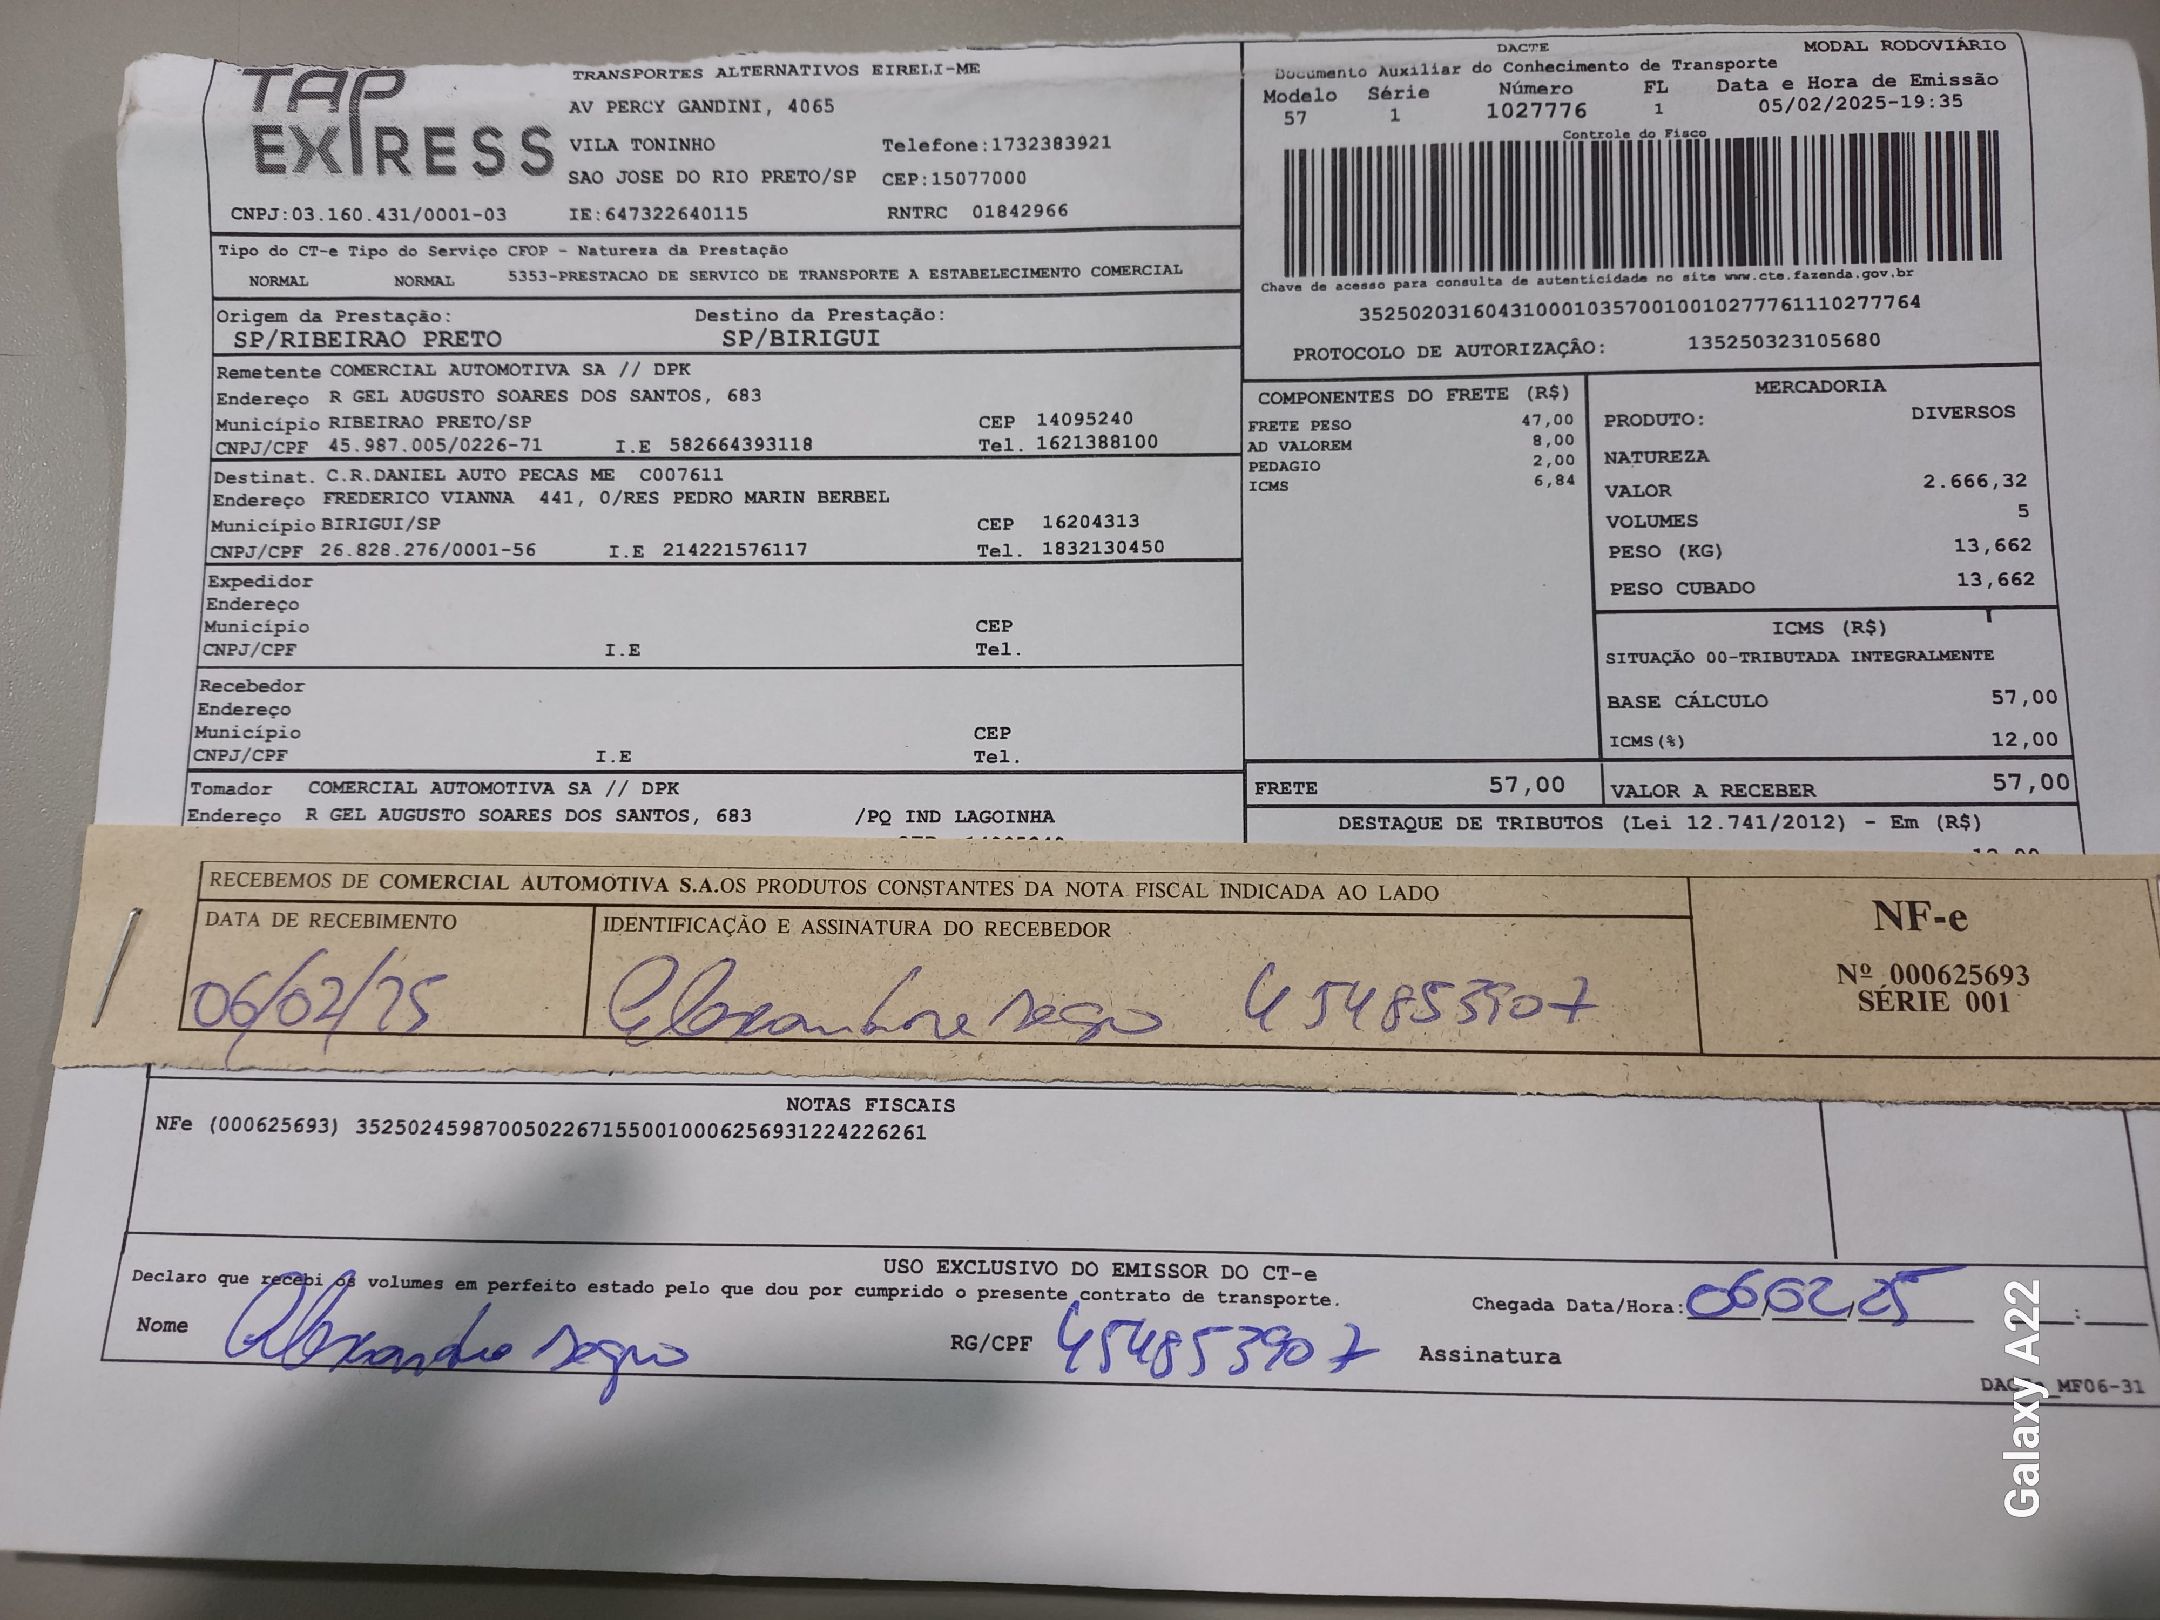 TAP EXPRESS
TRANSPORTES ALTERNATIVOS EIRELI-ME
AV PERCY GANDINI, 4065
VILA TONINHO Telefone:1732383921
SAO JOSE DO RIO PRETO/SP CEP:15077000
CNPJ:03.160.431/0001-03 IE:647322640115 RNTRC 01842966
DACTE MODAL RODOVIÁRIO
Documento Auxiliar do Conhecimento de Transporte
Modelo Série Número FL Data e Hora de Emissão
57 1 1027776 1 05/02/2025-19:35
Controle do Fisco
Chave de acesso para consulta de autenticidade no site www.cte.fazenda.gov.br
35250203160431000103570010010277761110277764
PROTOCOLO DE AUTORIZAÇÃO: 135250323105680
Tipo do CT-e Tipo do Serviço CFOP - Natureza da Prestação
NORMAL NORMAL 5353-PRESTACAO DE SERVICO DE TRANSPORTE A ESTABELECIMENTO COMERCIAL
Origem da Prestação: Destino da Prestação:
SP/RIBEIRAO PRETO SP/BIRIGUI
Remetente COMERCIAL AUTOMOTIVA SA // DPK
Endereço R GEL AUGUSTO SOARES DOS SANTOS, 683
Município RIBEIRAO PRETO/SP CEP 14095240
CNPJ/CPF 45.987.005/0226-71 I.E 582664393118 Tel. 1621388100
Destinat. C.R.DANIEL AUTO PECAS ME C007611
Endereço FREDERICO VIANNA 441, 0/RES PEDRO MARIN BERBEL
Município BIRIGUI/SP CEP 16204313
CNPJ/CPF 26.828.276/0001-56 I.E 214221576117 Tel. 1832130450
Expedidor
Endereço
Município CEP
CNPJ/CPF I.E Tel.
Recebedor
Endereço
Município CEP
CNPJ/CPF I.E Tel.
Tomador COMERCIAL AUTOMOTIVA SA // DPK
Endereço R GEL AUGUSTO SOARES DOS SANTOS, 683 /PQ IND LAGOINHA
COMPONENTES DO FRETE (R$)
FRETE PESO 47,00
AD VALOREM 8,00
PEDAGIO 2,00
ICMS 6,84
MERCADORIA
PRODUTO: DIVERSOS
NATUREZA
VALOR 2.666,32
VOLUMES 5
PESO (KG) 13,662
PESO CUBADO 13,662
ICMS (R$)
SITUAÇÃO 00-TRIBUTADA INTEGRALMENTE
BASE CÁLCULO 57,00
ICMS(%) 12,00
FRETE 57,00 VALOR A RECEBER 57,00
DESTAQUE DE TRIBUTOS (Lei 12.741/2012) - Em (R$)
RECEBEMOS DE COMERCIAL AUTOMOTIVA S.A.OS PRODUTOS CONSTANTES DA NOTA FISCAL INDICADA AO LADO
DATA DE RECEBIMENTO IDENTIFICAÇÃO E ASSINATURA DO RECEBEDOR
06/02/25 Alexandre 454853907
NF-e
Nº 000625693
SÉRIE 001
NOTAS FISCAIS
NFe (000625693) 35250245987005022671550010006256931224226261
USO EXCLUSIVO DO EMISSOR DO CT-e
Declaro que recebi os volumes em perfeito estado pelo que dou por cumprido o presente contrato de transporte.
Chegada Data/Hora: 06,02,25 :
Nome Alexandre RG/CPF 454853907 Assinatura
MF06-31
Galaxy A22